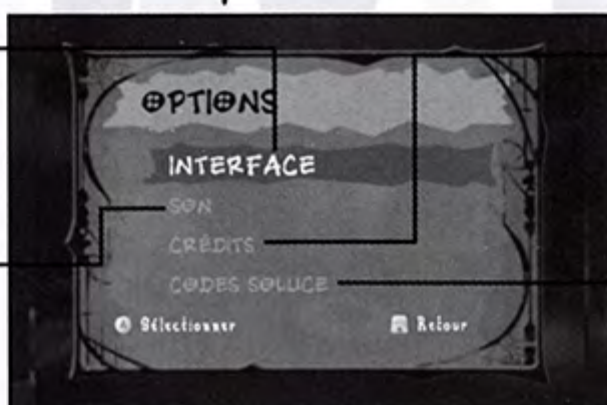 OPTIONS
INTERFACE
SON
CRÉDITS
CODES SOLUCE
Sélectionner
Retour